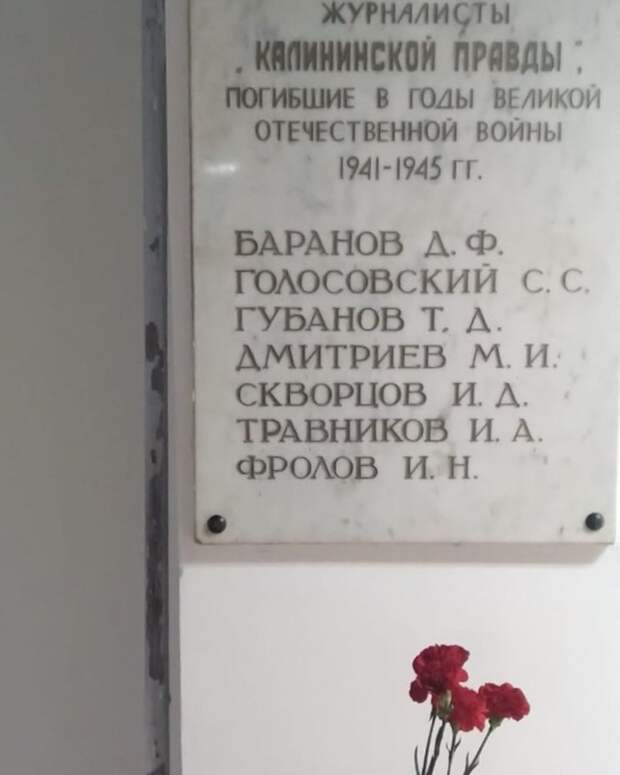 ЖУРНАЛИСТЫ
"КАЛИНИНСКОЙ ПРАВДЫ",
ПОГИБШИЕ В ГОДЫ ВЕЛИКОЙ
ОТЕЧЕСТВЕННОЙ ВОЙНЫ
1941-1945 ГГ.
БАРАНОВ Д. Ф.
ГОЛОСОВСКИЙ С. С.
ГУБАНОВ Т. Д.
ДМИТРИЕВ М. И.
СКВОРЦОВ И. Д.
ТРАВНИКОВ И. А.
ФРОЛОВ И. Н.